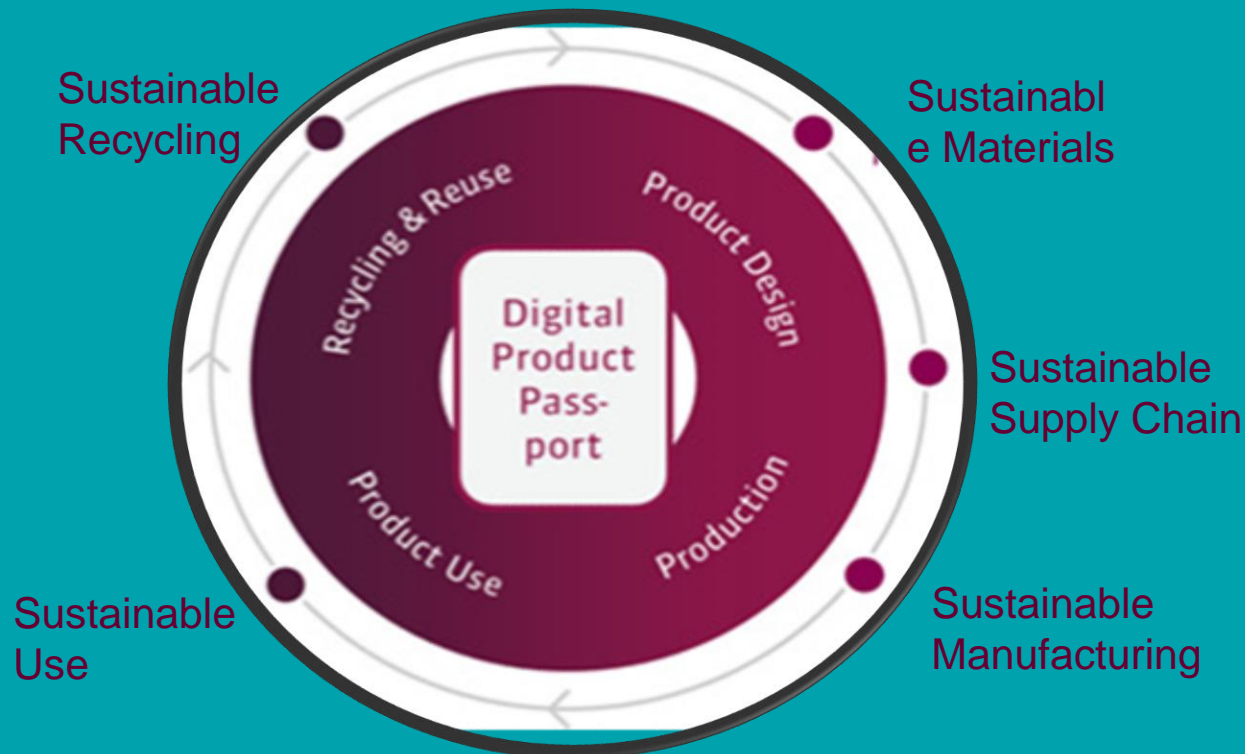 Sustainable
Recycling
Sustainabl
e Materials
Recycling & Reuse
Product Design
Digital
Product
Pass-
port
Sustainable
Supply Chain
Product Use
Production
Sustainable
Use
Sustainable
Manufacturing